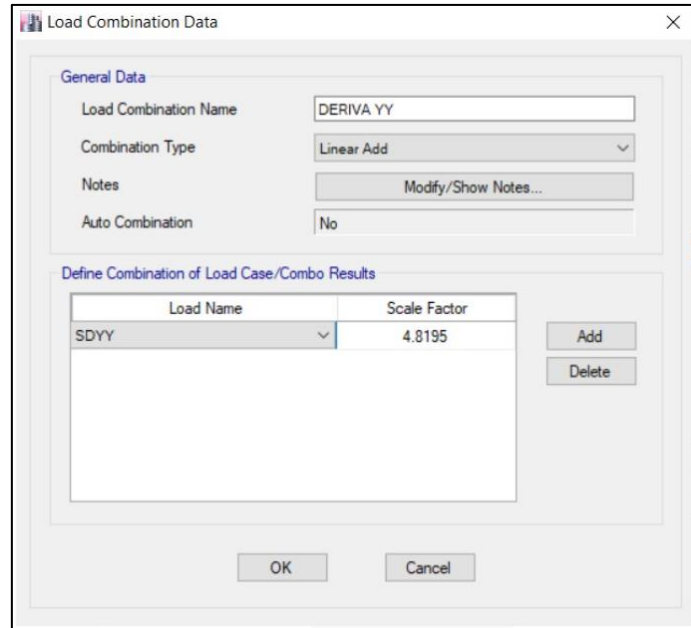 Load Combination Data
General Data
Load Combination Name DERIVA YY
Combination Type Linear Add
Notes Modify/Show Notes...
Auto Combination No
Define Combination of Load Case/Combo Results
Load Name Scale Factor
SDYY 4.8195 Add
Delete
OK Cancel